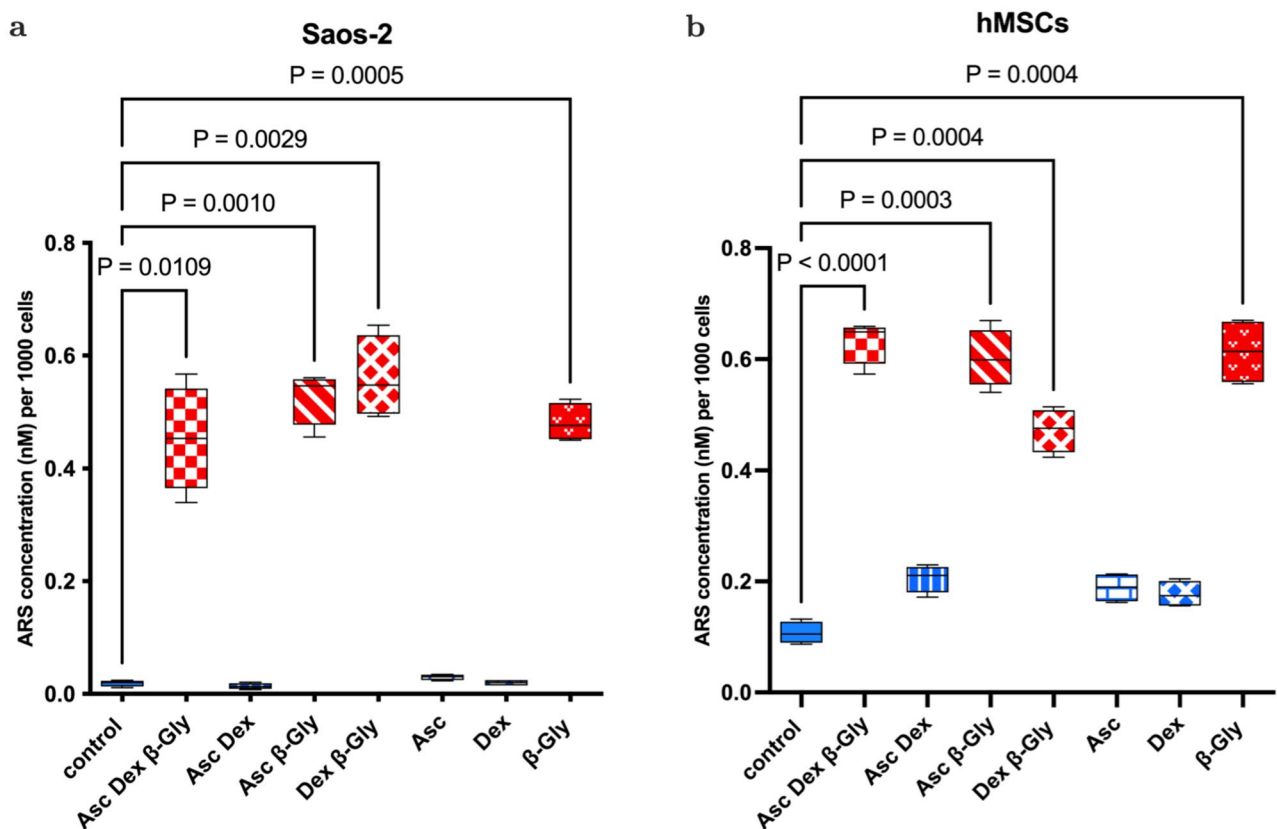 a
Saos-2
P = 0.0005
P = 0.0029
P = 0.0010
P = 0.0109
ARS concentration (nM) per 1000 cells
0.8
0.6
0.4
0.2
0.0
control
Asc Dex β-Gly
Asc Dex
Asc β-Gly
Dex β-Gly
Asc
Dex
β-Gly
b
hMSCs
P = 0.0004
P = 0.0004
P = 0.0003
P < 0.0001
ARS concentration (nM) per 1000 cells
0.8
0.6
0.4
0.2
0.0
control
Asc Dex β-Gly
Asc Dex
Asc β-Gly
Dex β-Gly
Asc
Dex
β-Gly